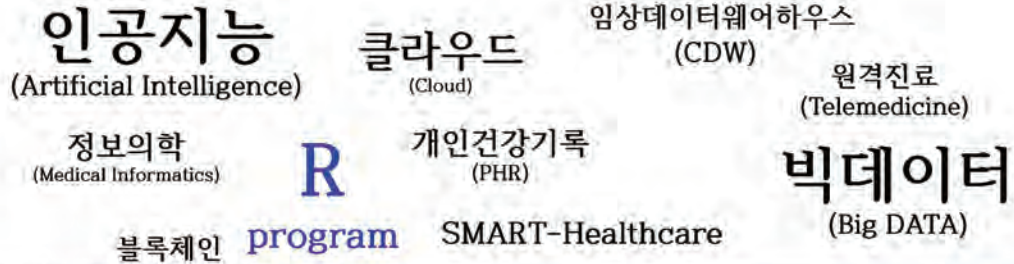 인공지능
(Artificial Intelligence)
클라우드
(Cloud)
임상데이터웨어하우스
(CDW)
원격진료
(Telemedicine)
정보의학
(Medical Informatics)
R
program
개인건강기록
(PHR)
빅데이터
(Big DATA)
블록체인
SMART-Healthcare